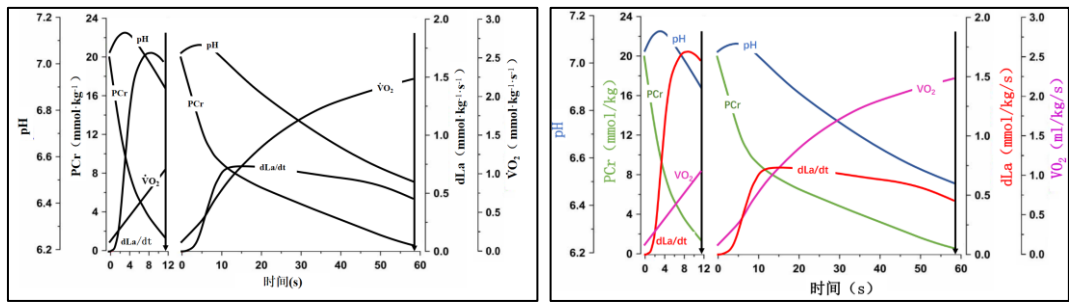 7.2
7.0
6.8
6.6
6.4
6.2
pH
24
20
16
12
8
4
0
PCr
(mmol·kg⁻¹)
pH
PCr
V̇O₂
dLa/dt
0 4 8 12
pH
PCr
V̇O₂
dLa/dt
0 10 20 30 40 50 60
时间(s)
2.0
1.5
1.0
0.5
0.0
dLa
(mmol·kg⁻¹·s⁻¹)
3.0
2.5
2.0
1.5
1.0
0.5
0.0
V̇O₂
(mmol·kg⁻¹·s⁻¹)
7.2
7.0
6.8
6.6
6.4
6.2
pH
24
20
16
12
8
4
0
PCr（mmol/kg）
pH
PCr
VO₂
dLa/dt
0 4 8 12
pH
PCr
VO₂
dLa/dt
0 10 20 30 40 50 60
时间（s）
2.0
1.5
1.0
0.5
0.0
dLa（mmol/kg/s）
3.0
2.5
2.0
1.5
1.0
0.5
0.0
VO₂（ml/kg/s）